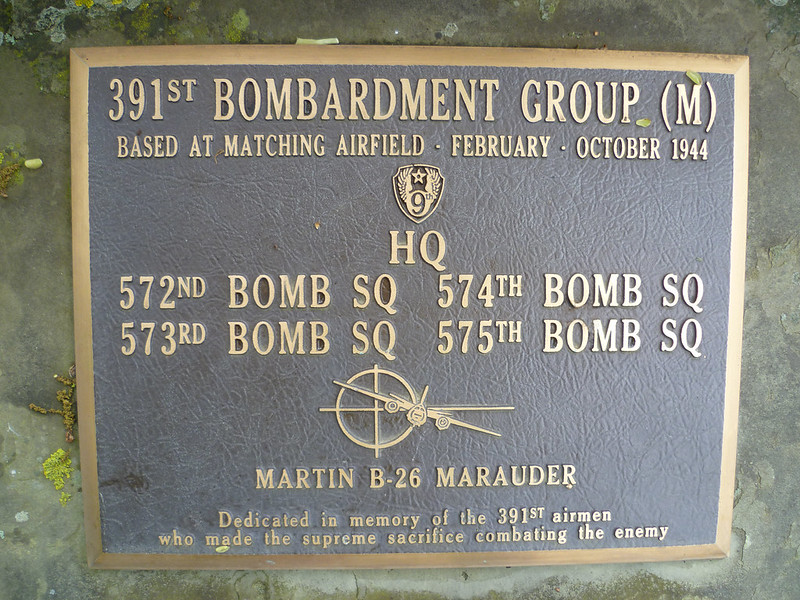 391ST BOMBARDMENT GROUP (M)
BASED AT MATCHING AIRFIELD · FEBRUARY · OCTOBER 1944
9th
HQ
572ND BOMB SQ 574TH BOMB SQ
573RD BOMB SQ 575TH BOMB SQ
MARTIN B-26 MARAUDER
Dedicated in memory of the 391ST airmen
who made the supreme sacrifice combating the enemy